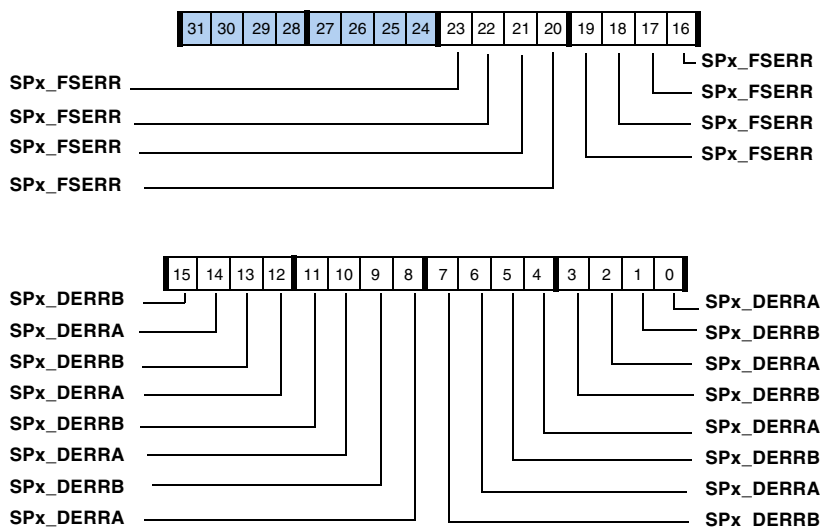 31 30 29 28 27 26 25 24 23 22 21 20 19 18 17 16
SPx_FSERR
SPx_FSERR
SPx_FSERR
SPx_FSERR
SPx_FSERR
SPx_FSERR
SPx_FSERR
SPx_FSERR
15 14 13 12 11 10 9 8 7 6 5 4 3 2 1 0
SPx_DERRB
SPx_DERRA
SPx_DERRB
SPx_DERRA
SPx_DERRB
SPx_DERRA
SPx_DERRB
SPx_DERRA
SPx_DERRA
SPx_DERRB
SPx_DERRA
SPx_DERRB
SPx_DERRA
SPx_DERRB
SPx_DERRA
SPx_DERRB